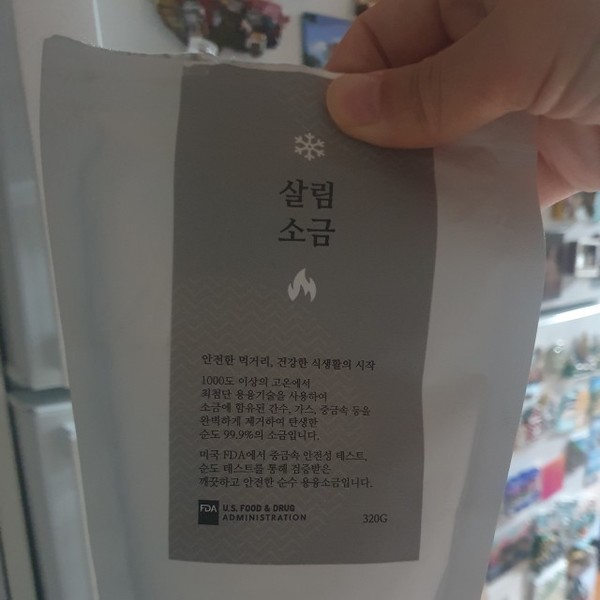 살림
소금
안전한 먹거리, 건강한 식생활의 시작
1000도 이상의 고온에서
최첨단 용융기술을 사용하여
소금에 함유된 간수, 가스, 중금속 등을
완벽하게 제거하여 탄생한
순도 99.9%의 소금입니다.
미국 FDA에서 중금속 안전성 테스트,
순도 테스트를 통해 검증받은
깨끗하고 안전한 순수 용융소금입니다.
FDA U.S. FOOD & DRUG
ADMINISTRATION
320G